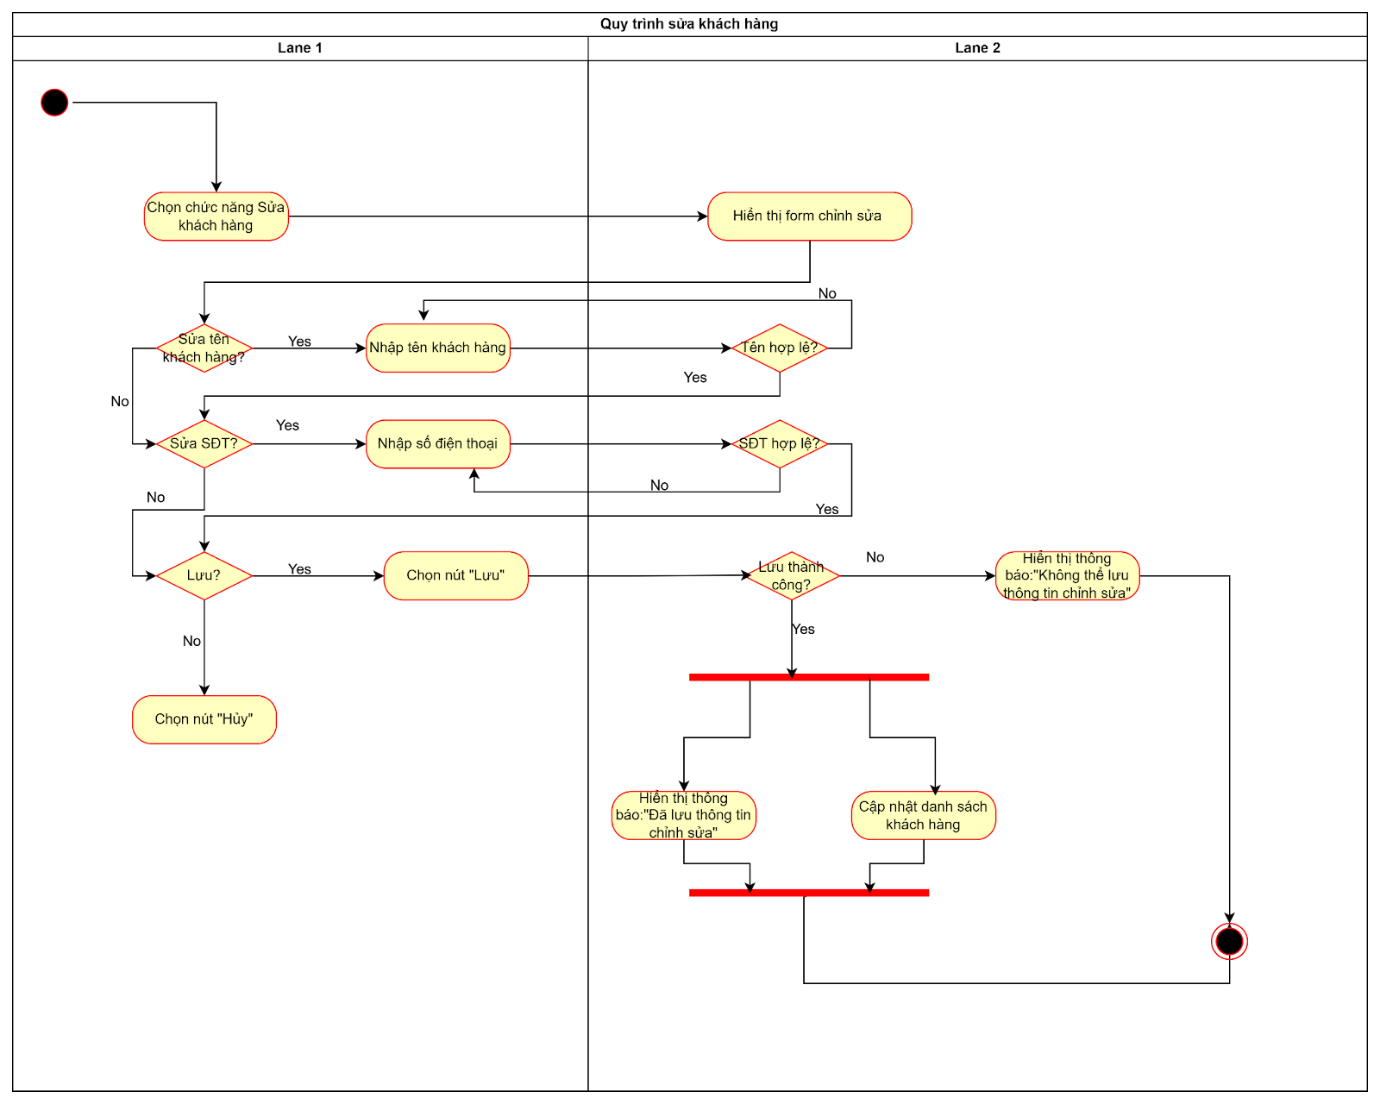 Quy trình sửa khách hàng
Lane 1
Lane 2
Chọn chức năng Sửa
khách hàng
Hiển thị form chỉnh sửa
No
Sửa tên
khách hàng?
Yes
Nhập tên khách hàng
Tên hợp lệ?
Yes
No
Sửa SĐT?
Yes
Nhập số điện thoại
SĐT hợp lệ?
No
No
Yes
Lưu?
Yes
Chọn nút "Lưu"
Lưu thành
công?
No
Hiển thị thông
báo:"Không thể lưu
thông tin chỉnh sửa"
No
Yes
Chọn nút "Hủy"
Hiển thị thông
báo:"Đã lưu thông tin
chỉnh sửa"
Cập nhật danh sách
khách hàng